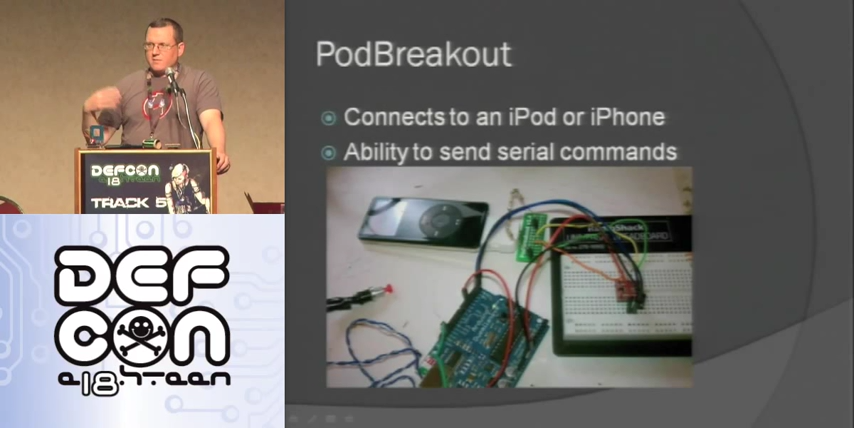 DEFCON
18
TRACK 5
DEF
CON
e18hteen
PodBreakout
Connects to an iPod or iPhone
Ability to send serial commands
RadioShack